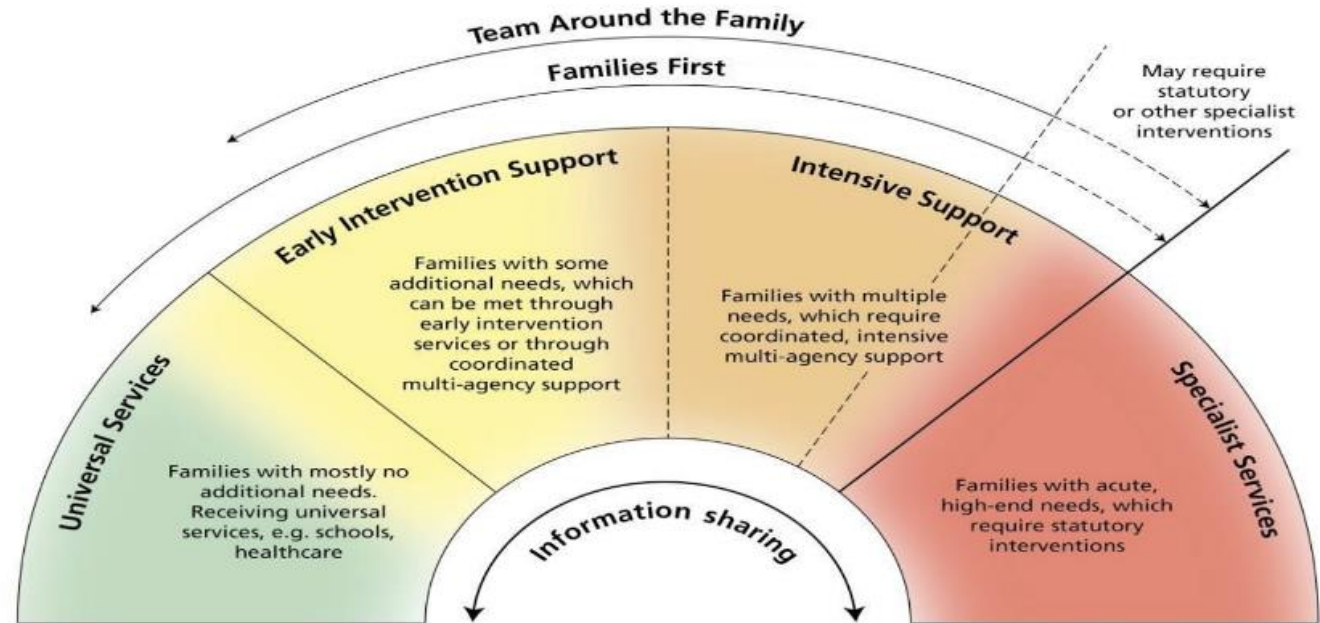 Team Around the Family
Families First
May require
statutory
or other specialist
interventions
Early Intervention Support
Intensive Support
Families with some
additional needs, which
can be met through
early intervention
services or through
coordinated
multi-agency support
Families with multiple
needs, which require
coordinated, intensive
multi-agency support
Universal Services
Specialist Services
Families with mostly no
additional needs.
Receiving universal
services, e.g. schools,
healthcare
Families with acute,
high-end needs, which
require statutory
interventions
Information sharing